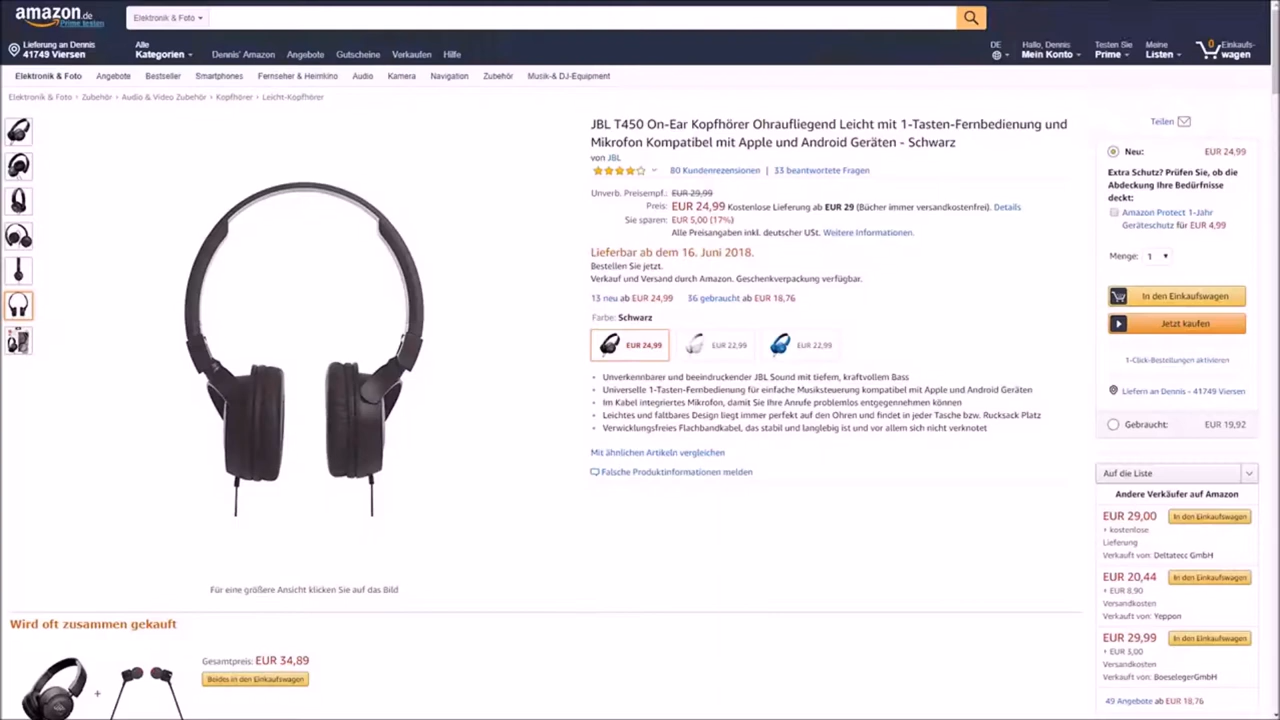 amazon.de
Prime testen
Elektronik & Foto
Lieferung an Dennis
41749 Viersen
Alle
Kategorien
Dennis' Amazon
Angebote
Gutscheine
Verkaufen
Hilfe
DE
Hallo, Dennis
Mein Konto
Testen Sie
Prime
Meine
Listen
0
Einkaufs-
wagen
Elektronik & Foto
Angebote
Bestseller
Smartphones
Fernseher & Heimkino
Audio
Kamera
Navigation
Zubehör
Musik-& DJ-Equipment
Elektronik & Foto › Zubehör › Audio & Video Zubehör › Kopfhörer › Leicht-Kopfhörer
JBL T450 On-Ear Kopfhörer Ohraufliegend Leicht mit 1-Tasten-Fernbedienung und
Mikrofon Kompatibel mit Apple und Android Geräten - Schwarz
von JBL
80 Kundenrezensionen | 33 beantwortete Fragen
Unverb. Preisempf.: EUR 29,99
Preis: EUR 24,99 Kostenlose Lieferung ab EUR 29 (Bücher immer versandkostenfrei). Details
Sie sparen: EUR 5,00 (17%)
Alle Preisangaben inkl. deutscher USt. Weitere Informationen.
Lieferbar ab dem 16. Juni 2018.
Bestellen Sie jetzt.
Verkauf und Versand durch Amazon. Geschenkverpackung verfügbar.
13 neu ab EUR 24,99 36 gebraucht ab EUR 18,76
Farbe: Schwarz
EUR 24,99
EUR 22,99
EUR 22,99
• Unverkennbarer und beeindruckender JBL Sound mit tiefem, kraftvollem Bass
• Universelle 1-Tasten-Fernbedienung für einfache Musiksteuerung kompatibel mit Apple und Android Geräten
• Im Kabel integriertes Mikrofon, damit Sie Ihre Anrufe problemlos entgegennehmen können
• Leichtes und faltbares Design liegt immer perfekt auf den Ohren und findet in jeder Tasche bzw. Rucksack Platz
• Verwicklungsfreies Flachbandkabel, das stabil und langlebig ist und vor allem sich nicht verknotet
Mit ähnlichen Artikeln vergleichen
Falsche Produktinformationen melden
Für eine größere Ansicht klicken Sie auf das Bild
Teilen
Neu: EUR 24,99
Extra Schutz? Prüfen Sie, ob die
Abdeckung Ihre Bedürfnisse
deckt:
Amazon Protect 1-Jahr
Geräteschutz für EUR 4,99
Menge: 1
In den Einkaufswagen
Jetzt kaufen
1-Click-Bestellungen aktivieren
Liefern an Dennis - 41749 Viersen
Gebraucht: EUR 19,92
Auf die Liste
Andere Verkäufer auf Amazon
EUR 29,00 In den Einkaufswagen
+ kostenlose
Lieferung
Verkauft von: Deltatecc GmbH
EUR 20,44 In den Einkaufswagen
+ EUR 8,90
Versandkosten
Verkauft von: Yeppon
EUR 29,99 In den Einkaufswagen
+ EUR 3,00
Versandkosten
Verkauft von: BoeselegerGmbH
49 Angebote ab EUR 18,76
Wird oft zusammen gekauft
+
Gesamtpreis: EUR 34,89
Beides in den Einkaufswagen